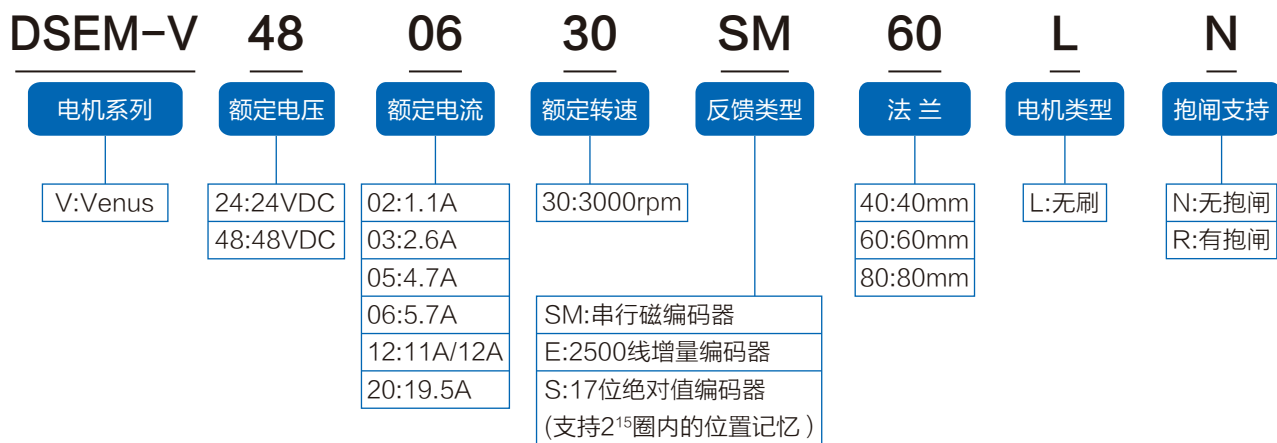 DSEM-V 48 06 30 SM 60 L N
电机系列 额定电压 额定电流 额定转速 反馈类型 法 兰 电机类型 抱闸支持
V:Venus 24:24VDC 02:1.1A 30:3000rpm 40:40mm L:无刷 N:无抱闸
48:48VDC 03:2.6A 60:60mm R:有抱闸
05:4.7A 80:80mm
06:5.7A SM:串行磁编码器
12:11A/12A E:2500线增量编码器
20:19.5A S:17位绝对值编码器
(支持2¹⁵圈内的位置记忆)